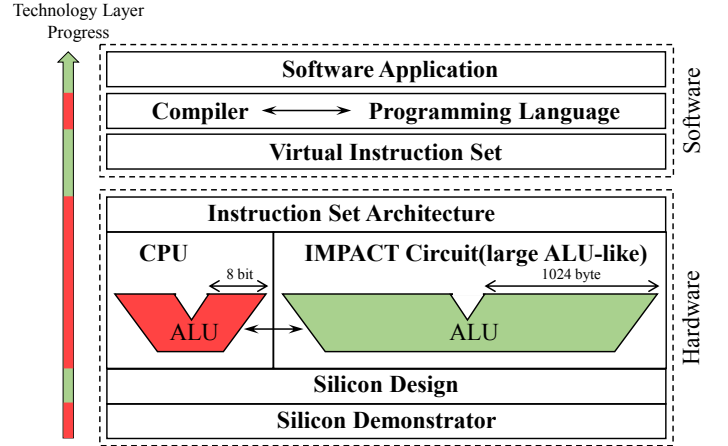 Technology Layer
Progress
Software Application
Compiler Programming Language
Virtual Instruction Set
Software
Instruction Set Architecture
CPU IMPACT Circuit(large ALU-like)
8 bit 1024 byte
ALU ALU
Silicon Design
Silicon Demonstrator
Hardware